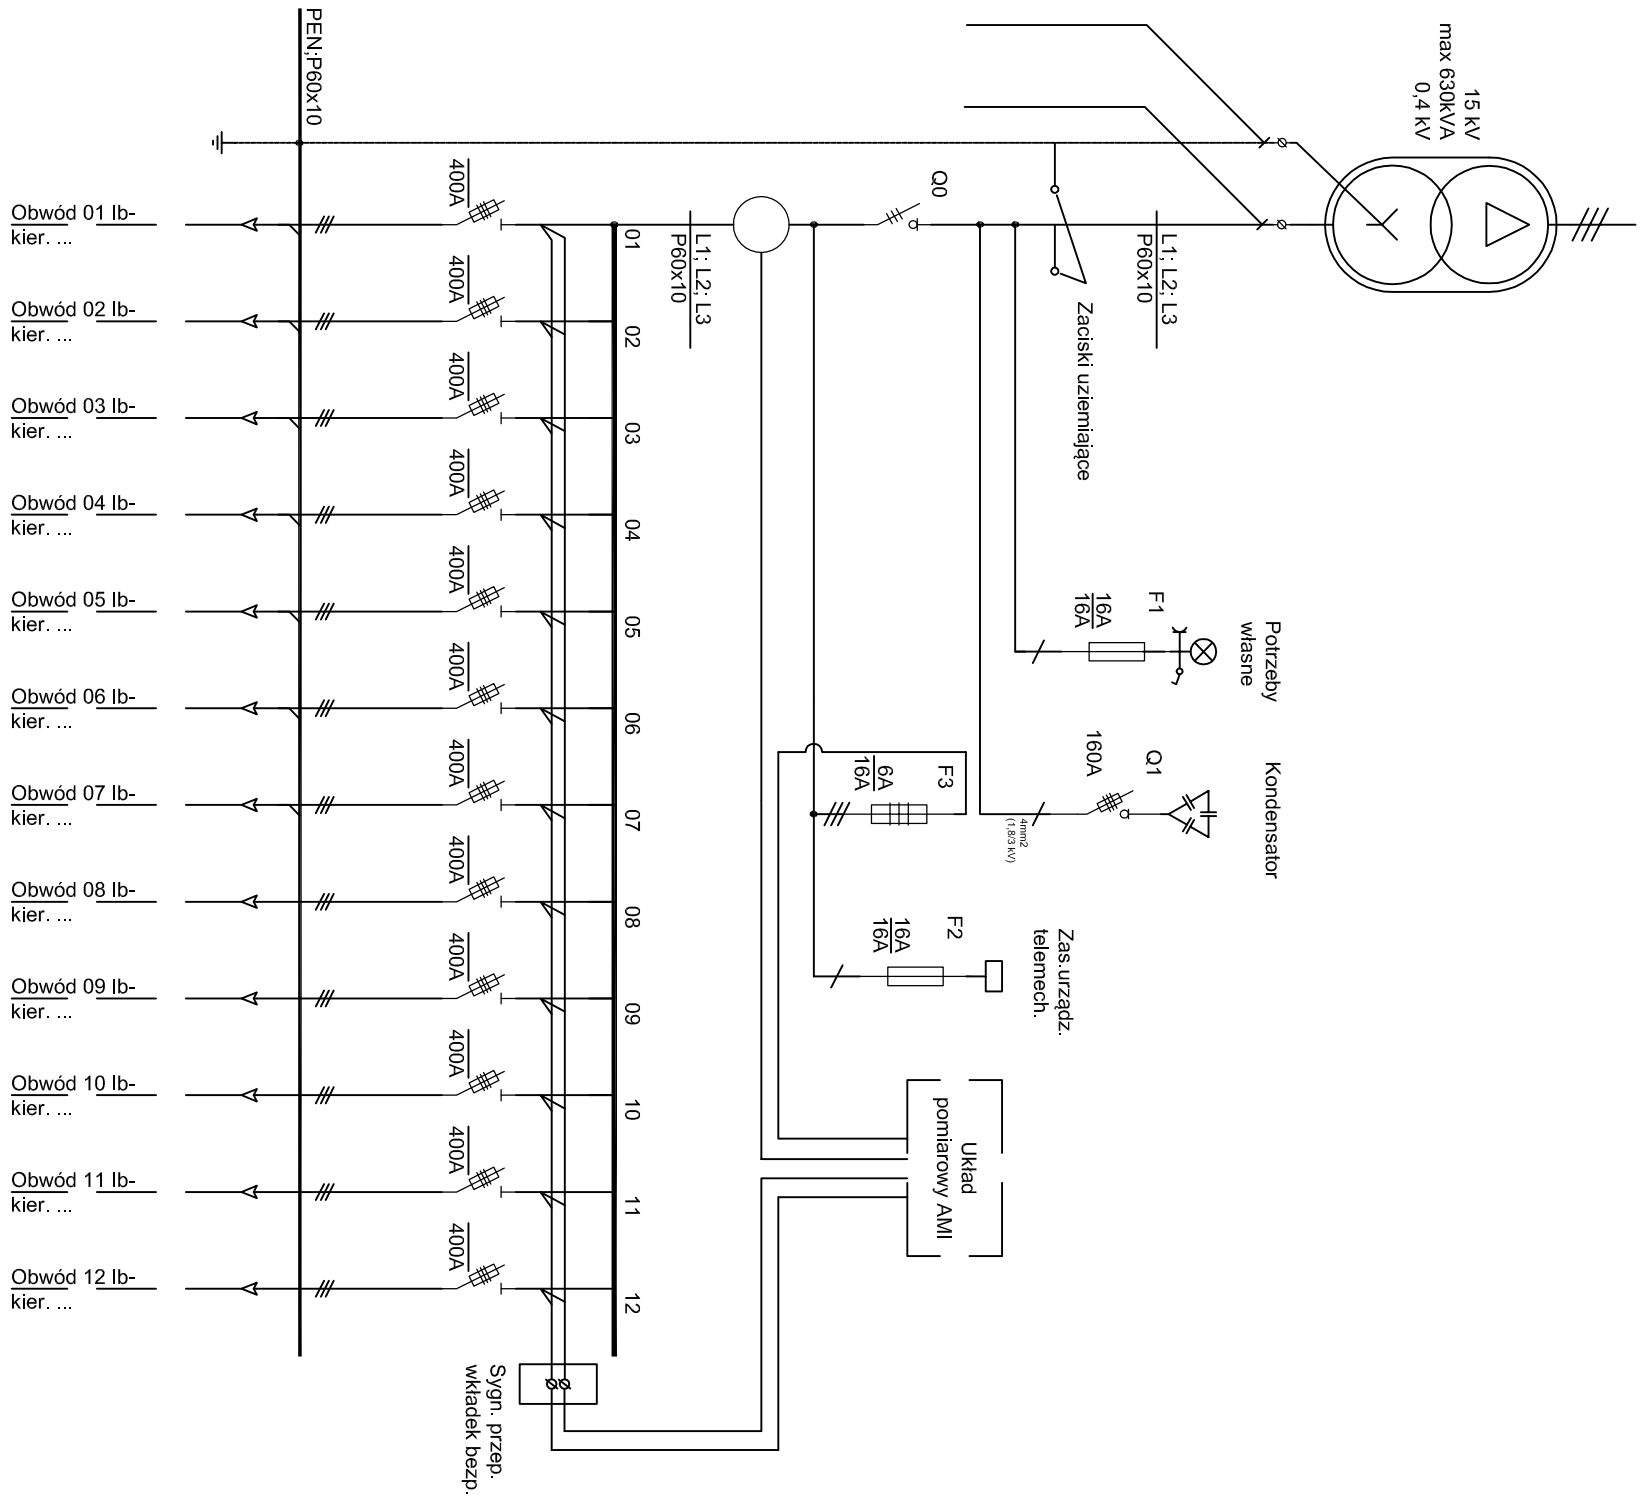 15 kV
max 630kVA
0,4 kV
PEN;P60x10
L1; L2; L3
P60x10
Zaciski uziemiające
Q0
L1; L2; L3
P60x10
Potrzeby
własne
F1
16A
16A
Kondensator
Q1
160A
4mm2
(1,8/3 kV)
F3
6A
16A
Zas.urządz.
telemech.
F2
16A
16A
Układ
pomiarowy AMI
Sygn. przep.
wkładek bezp.
Obwód 01 Ib-
kier. ...
400A
01
Obwód 02 Ib-
kier. ...
400A
02
Obwód 03 Ib-
kier. ...
400A
03
Obwód 04 Ib-
kier. ...
400A
04
Obwód 05 Ib-
kier. ...
400A
05
Obwód 06 Ib-
kier. ...
400A
06
Obwód 07 Ib-
kier. ...
400A
07
Obwód 08 Ib-
kier. ...
400A
08
Obwód 09 Ib-
kier. ...
400A
09
Obwód 10 Ib-
kier. ...
400A
10
Obwód 11 Ib-
kier. ...
400A
11
Obwód 12 Ib-
kier. ...
400A
12